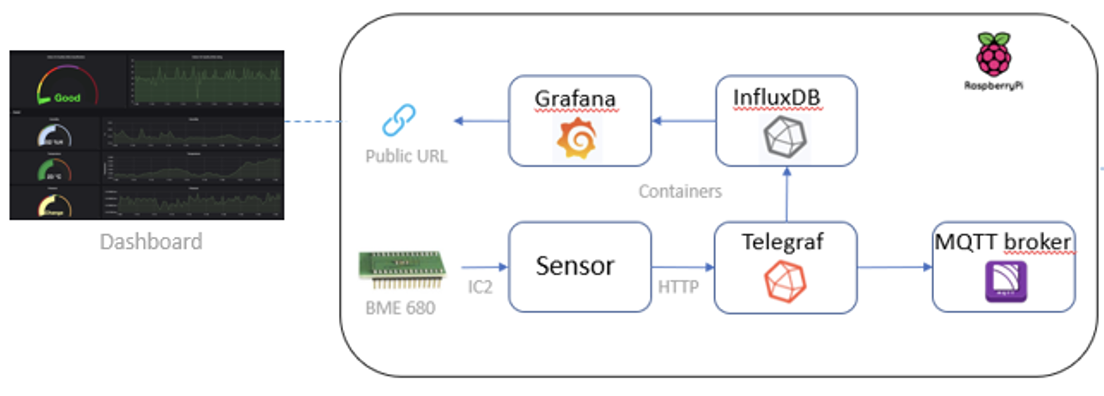 RaspberryPi
Grafana
InfluxDB
Public URL
Containers
Good
Dashboard
Sensor
Telegraf
MQTT broker
IC2
HTTP
BME 680